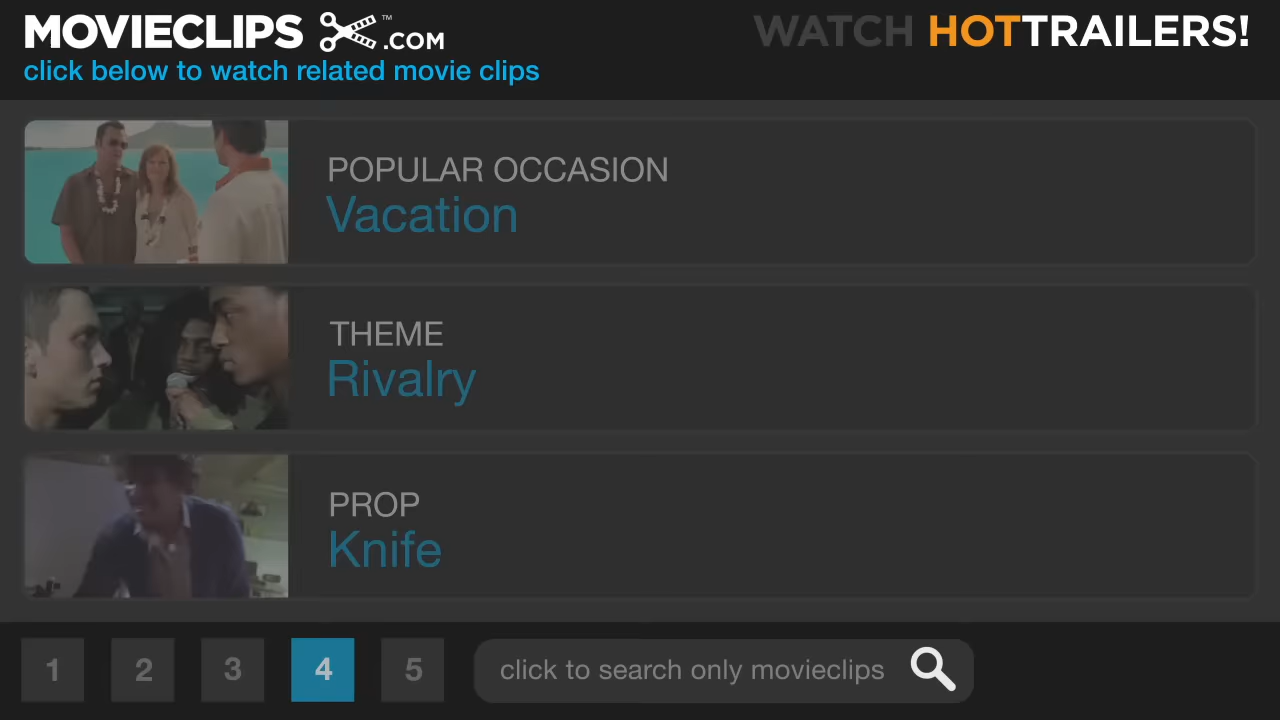 MOVIECLIPS ™ .COM
WATCH HOTTRAILERS!
click below to watch related movie clips
POPULAR OCCASION
Vacation
THEME
Rivalry
PROP
Knife
1 2 3 4 5
click to search only movieclips